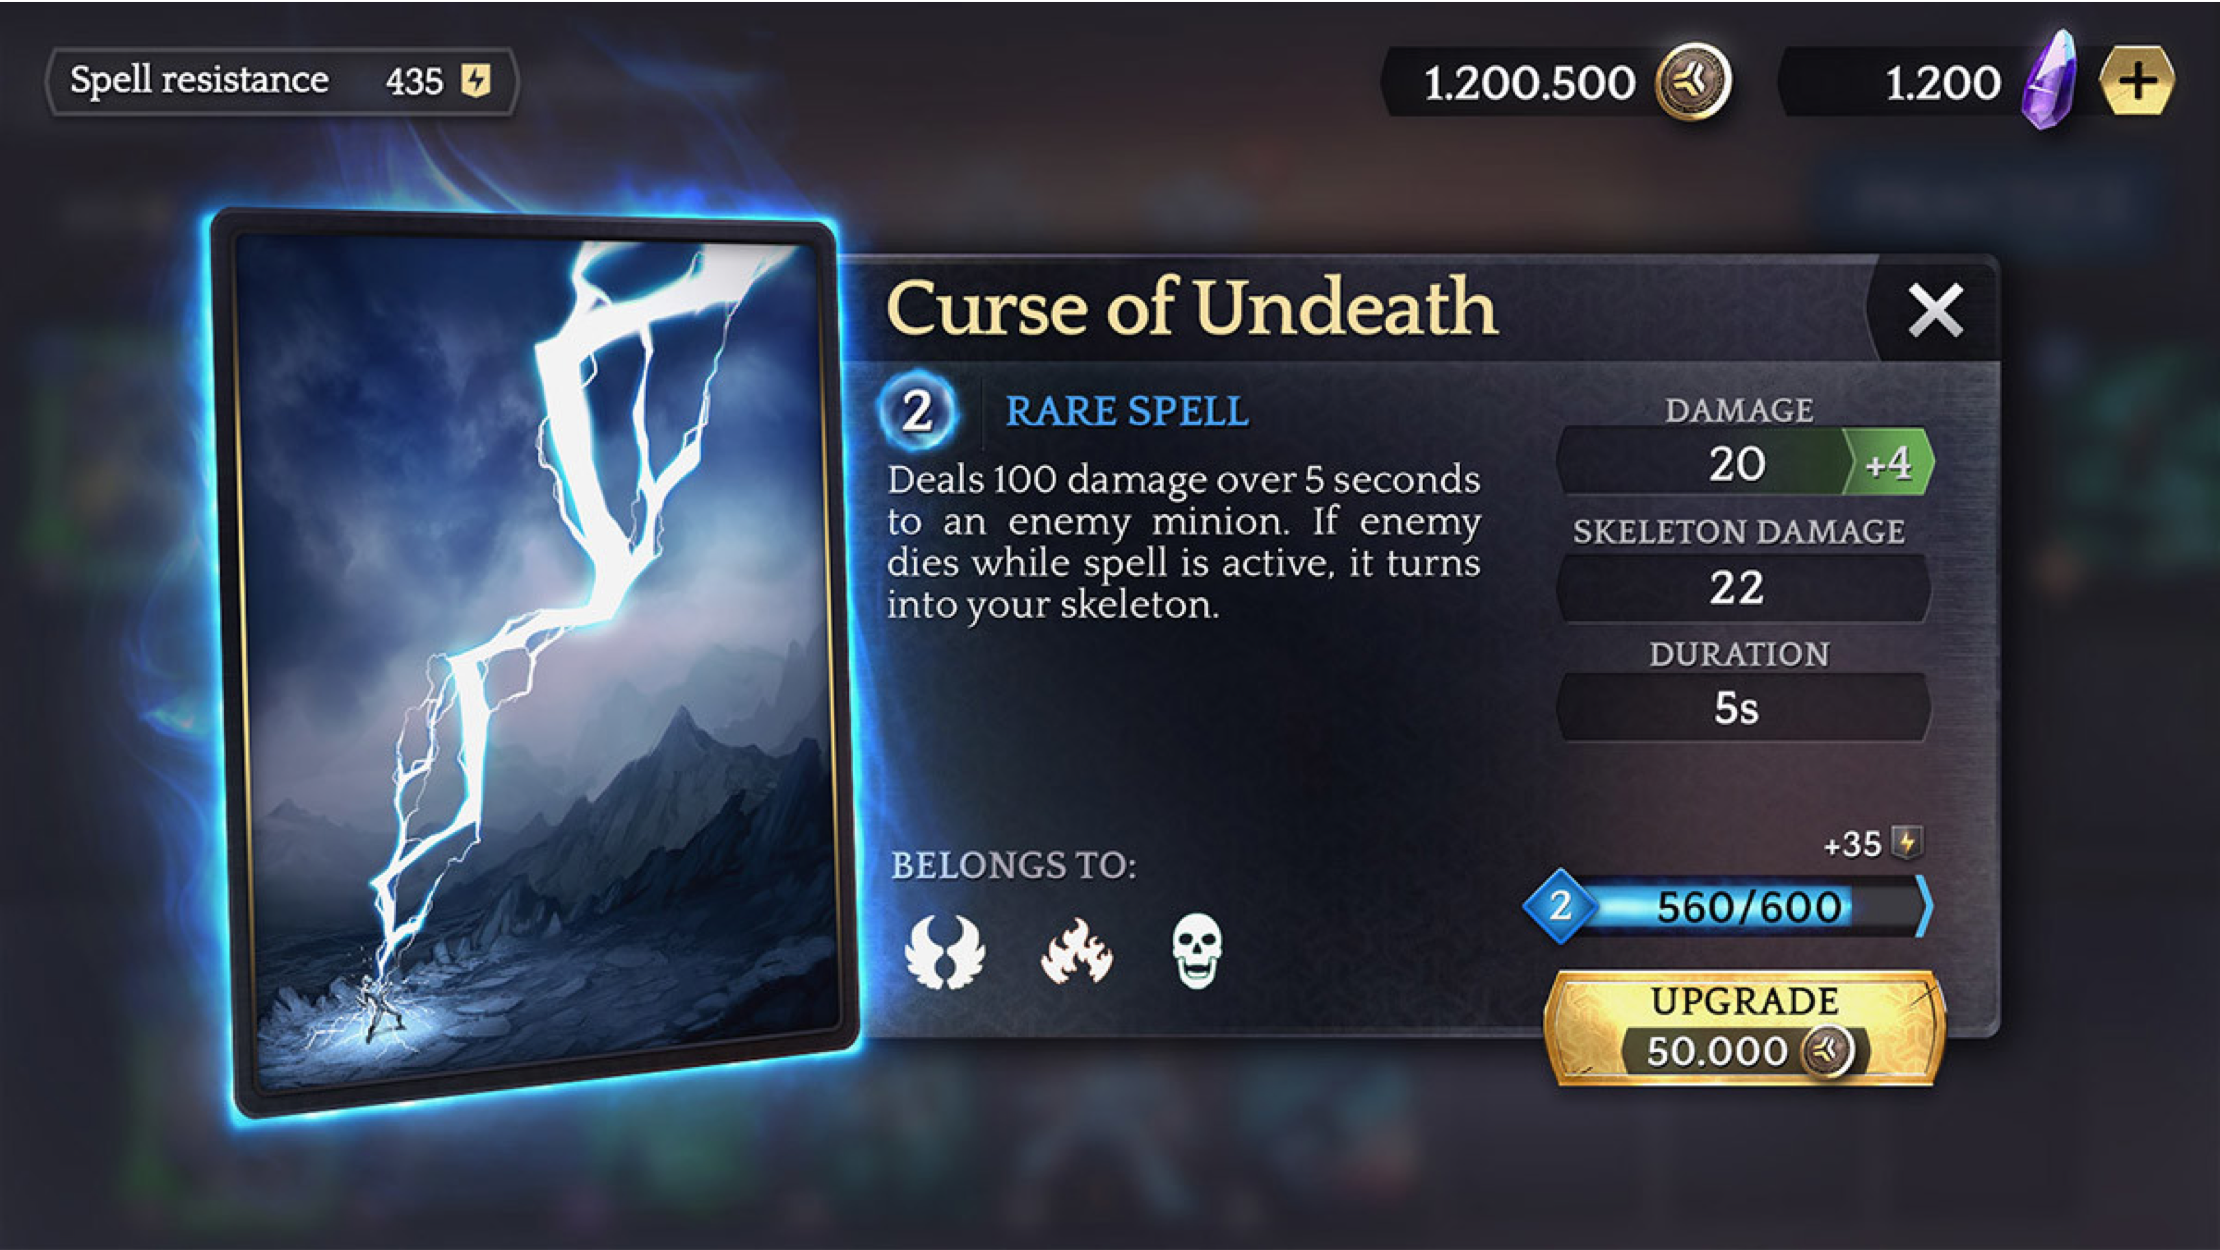 Spell resistance 435
1.200.500
1.200
Curse of Undeath
2 RARE SPELL
Deals 100 damage over 5 seconds
to an enemy minion. If enemy
dies while spell is active, it turns
into your skeleton.
BELONGS TO:
DAMAGE
20 +4
SKELETON DAMAGE
22
DURATION
5s
+35
2 560/600
UPGRADE
50.000